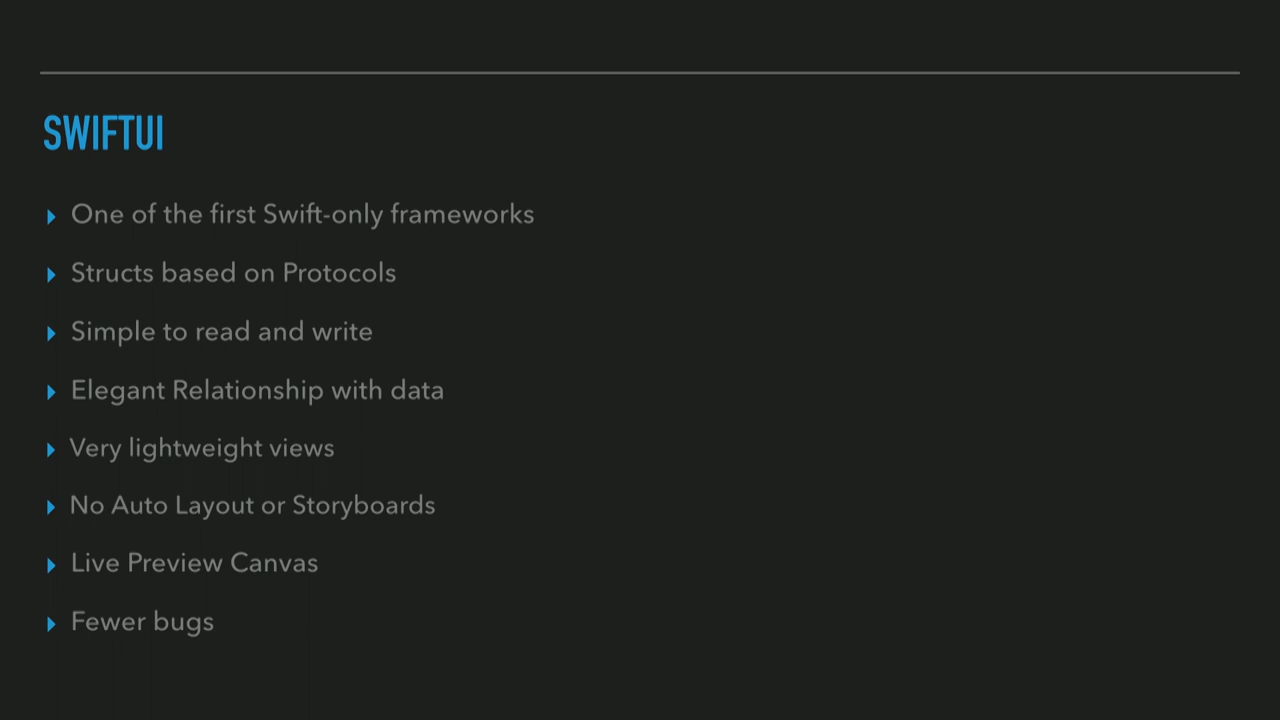 SWIFTUI
One of the first Swift-only frameworks
Structs based on Protocols
Simple to read and write
Elegant Relationship with data
Very lightweight views
No Auto Layout or Storyboards
Live Preview Canvas
Fewer bugs